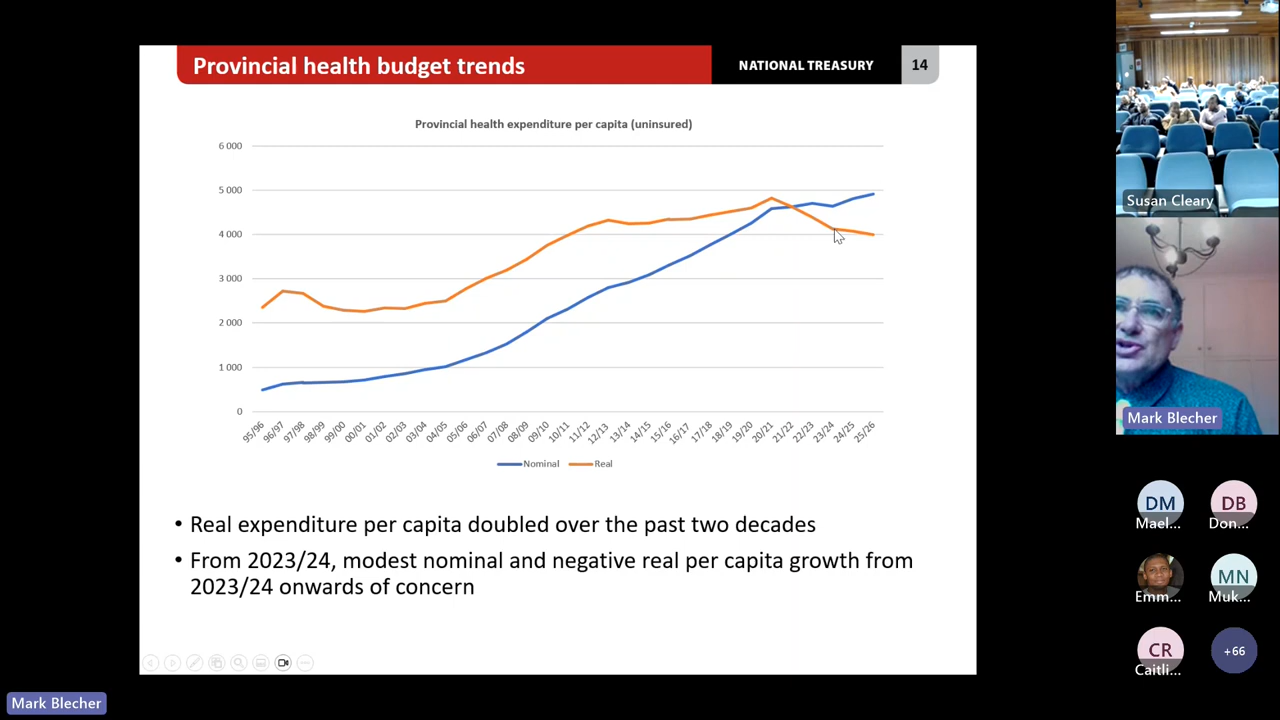 Provincial health budget trends
NATIONAL TREASURY
14
Provincial health expenditure per capita (uninsured)
6 000
5 000
4 000
3 000
2 000
1 000
0
95/96 96/97 97/98 98/99 99/00 00/01 01/02 02/03 03/04 04/05 05/06 06/07 07/08 08/09 09/10 10/11 11/12 12/13 13/14 14/15 15/16 16/17 17/18 18/19 19/20 20/21 21/22 22/23 23/24 24/25 25/26
Nominal Real
• Real expenditure per capita doubled over the past two decades
• From 2023/24, modest nominal and negative real per capita growth from
2023/24 onwards of concern
Susan Cleary
Mark Blecher
DM DB
Mael... Don...
MN
Emm... Muk...
CR +66
Caitli...
Mark Blecher